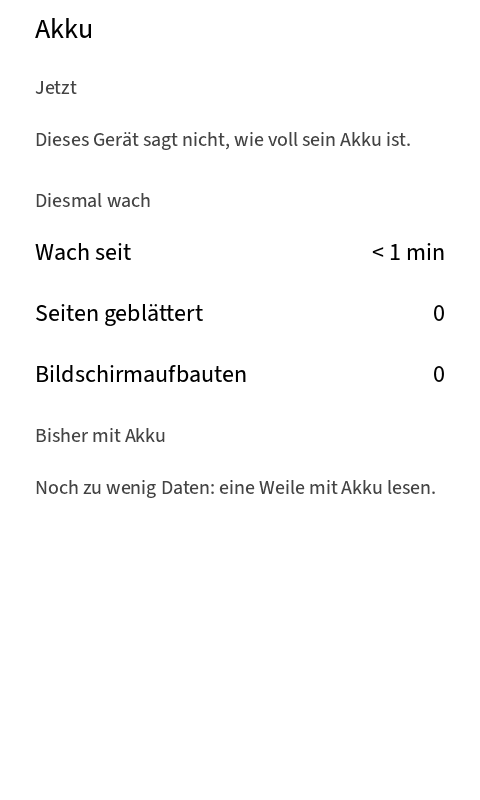 Akku
Jetzt
Dieses Gerät sagt nicht, wie voll sein Akku ist.
Diesmal wach
Wach seit < 1 min
Seiten geblättert 0
Bildschirmaufbauten 0
Bisher mit Akku
Noch zu wenig Daten: eine Weile mit Akku lesen.